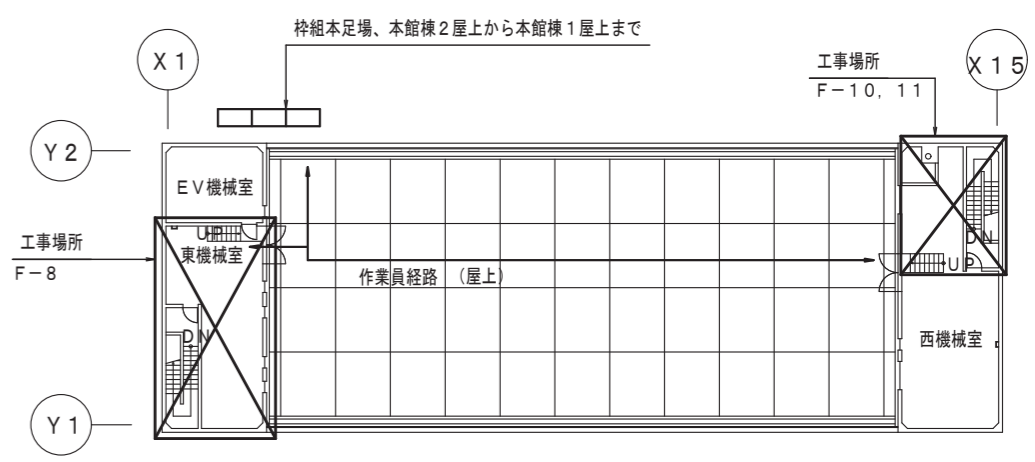 枠組本足場、本館棟２屋上から本館棟１屋上まで
Ｘ１
工事場所
Ｆ－１０，１１
Ｘ１５
Ｙ２
ＥＶ機械室
ＵＰ
東機械室
工事場所
Ｆ－８
作業員経路　（屋上）
ＤＮ
ＵＰ
ＤＮ
西機械室
Ｙ１